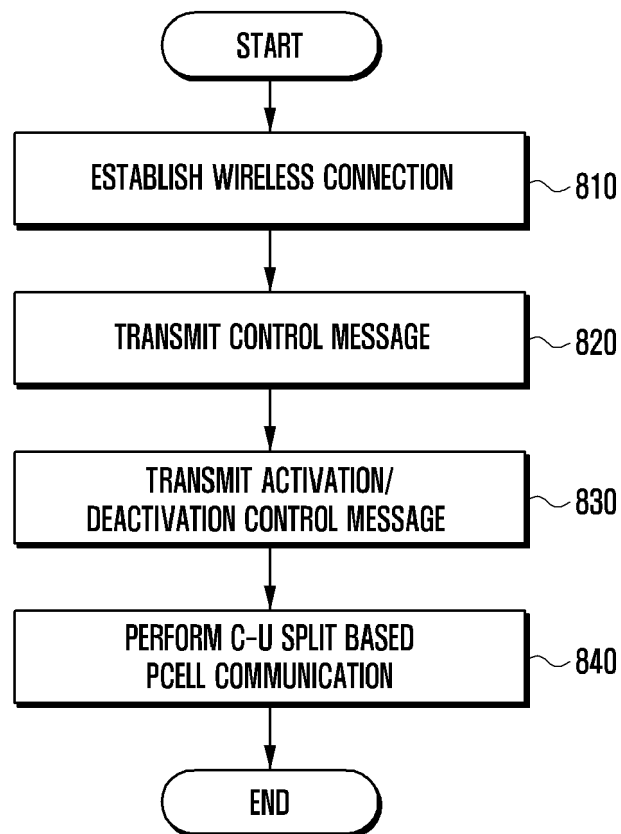 START
ESTABLISH WIRELESS CONNECTION
810
TRANSMIT CONTROL MESSAGE
820
TRANSMIT ACTIVATION/
DEACTIVATION CONTROL MESSAGE
830
PERFORM C-U SPLIT BASED
PCELL COMMUNICATION
840
END